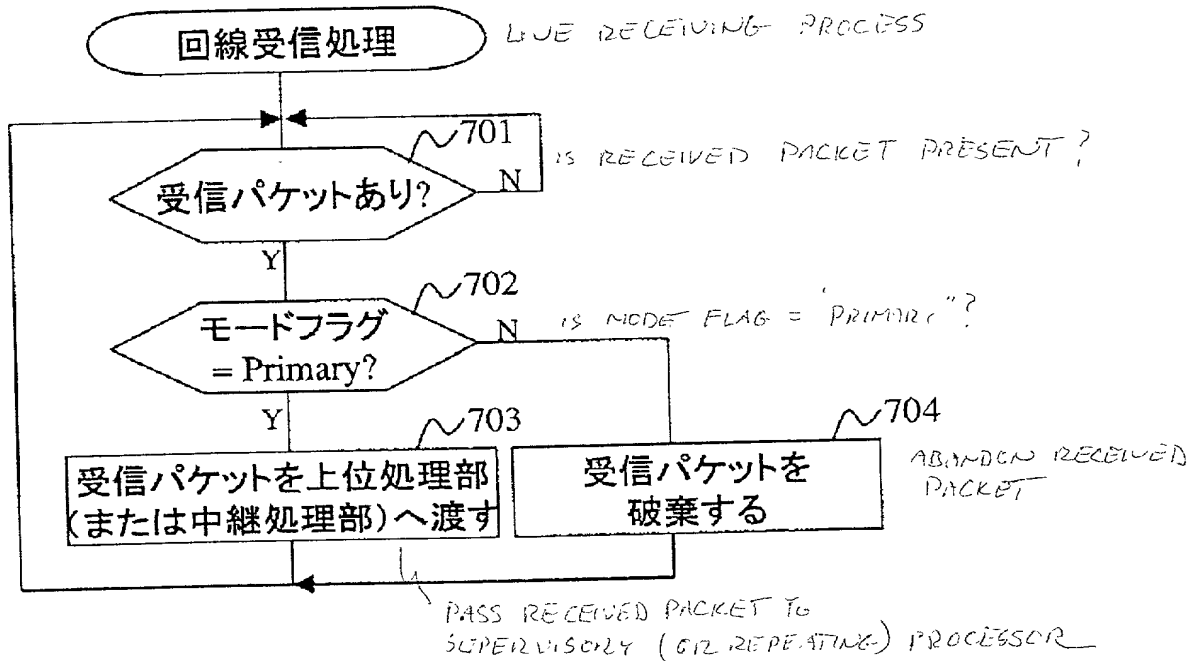 回線受信処理
LINE RECEIVING PROCESS
701
IS RECEIVED PACKET PRESENT?
受信パケットあり?
N
Y
702
モードフラグ
= Primary?
N
IS MODE FLAG = "PRIMARY"?
Y
703
704
受信パケットを上位処理部
(または中継処理部)へ渡す
受信パケットを
破棄する
ABANDON RECEIVED
PACKET
PASS RECEIVED PACKET TO
SUPERVISORY (OR REPEATING) PROCESSOR